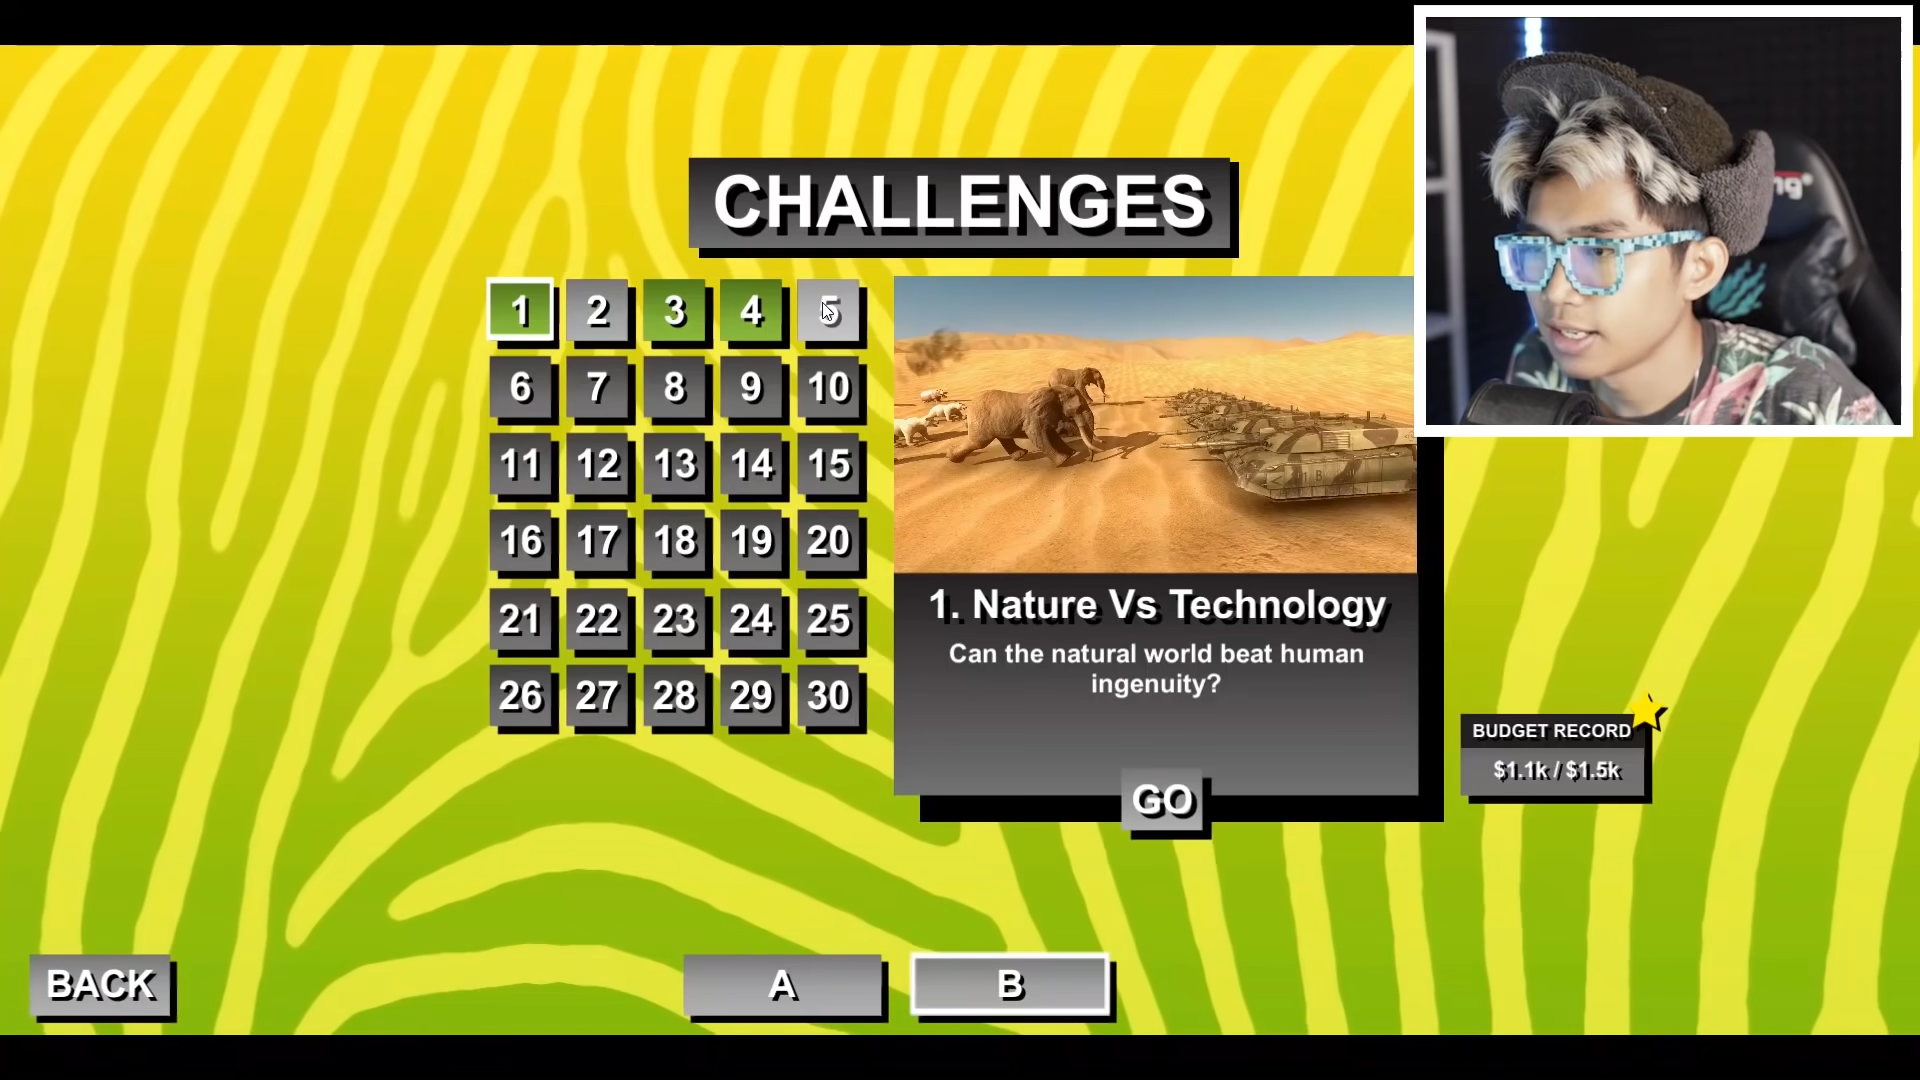 CHALLENGES
1 2 3 4 5
6 7 8 9 10
11 12 13 14 15
16 17 18 19 20
21 22 23 24 25
26 27 28 29 30
1. Nature Vs Technology
Can the natural world beat human
ingenuity?
GO
BUDGET RECORD
$1.1k / $1.5k
BACK
A
B